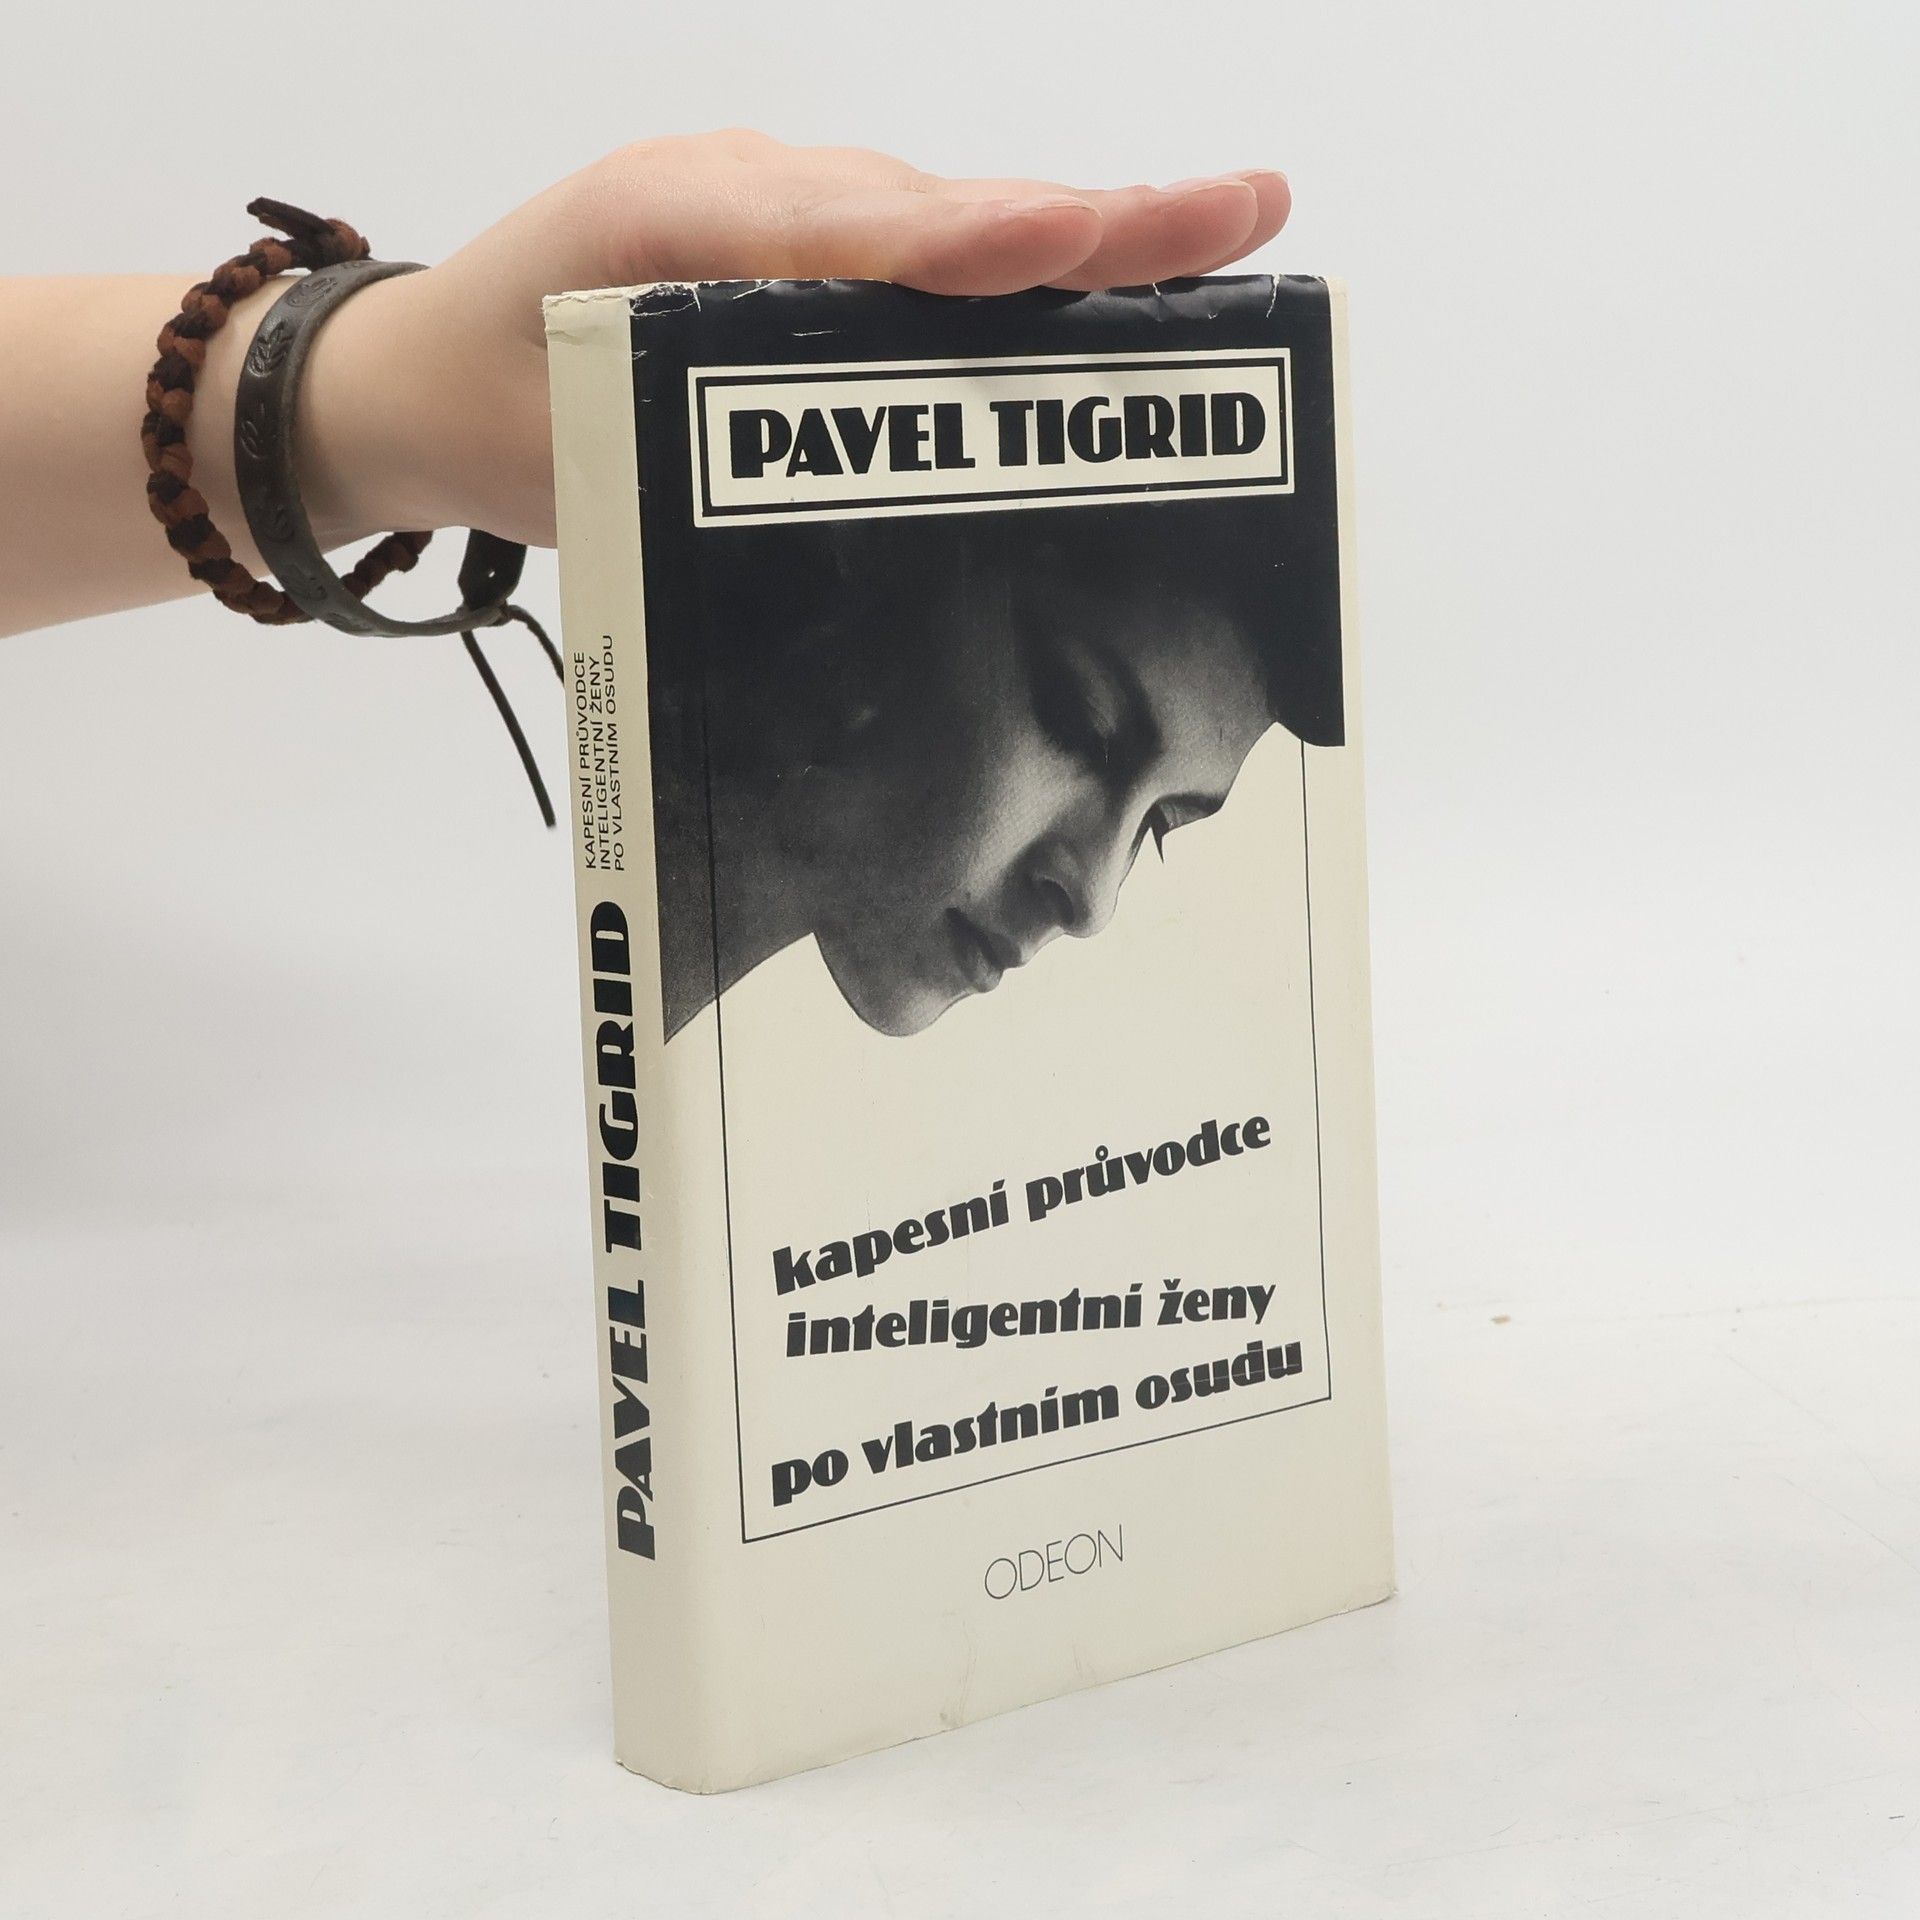 PAVEL TIGRID
kapesní průvodce
inteligentní ženy
po vlastním osudu
ODEON
PAVEL TIGRID
KAPESNÍ PRŮVODCE
INTELIGENTNÍ ŽENY
PO VLASTNÍM OSUDU